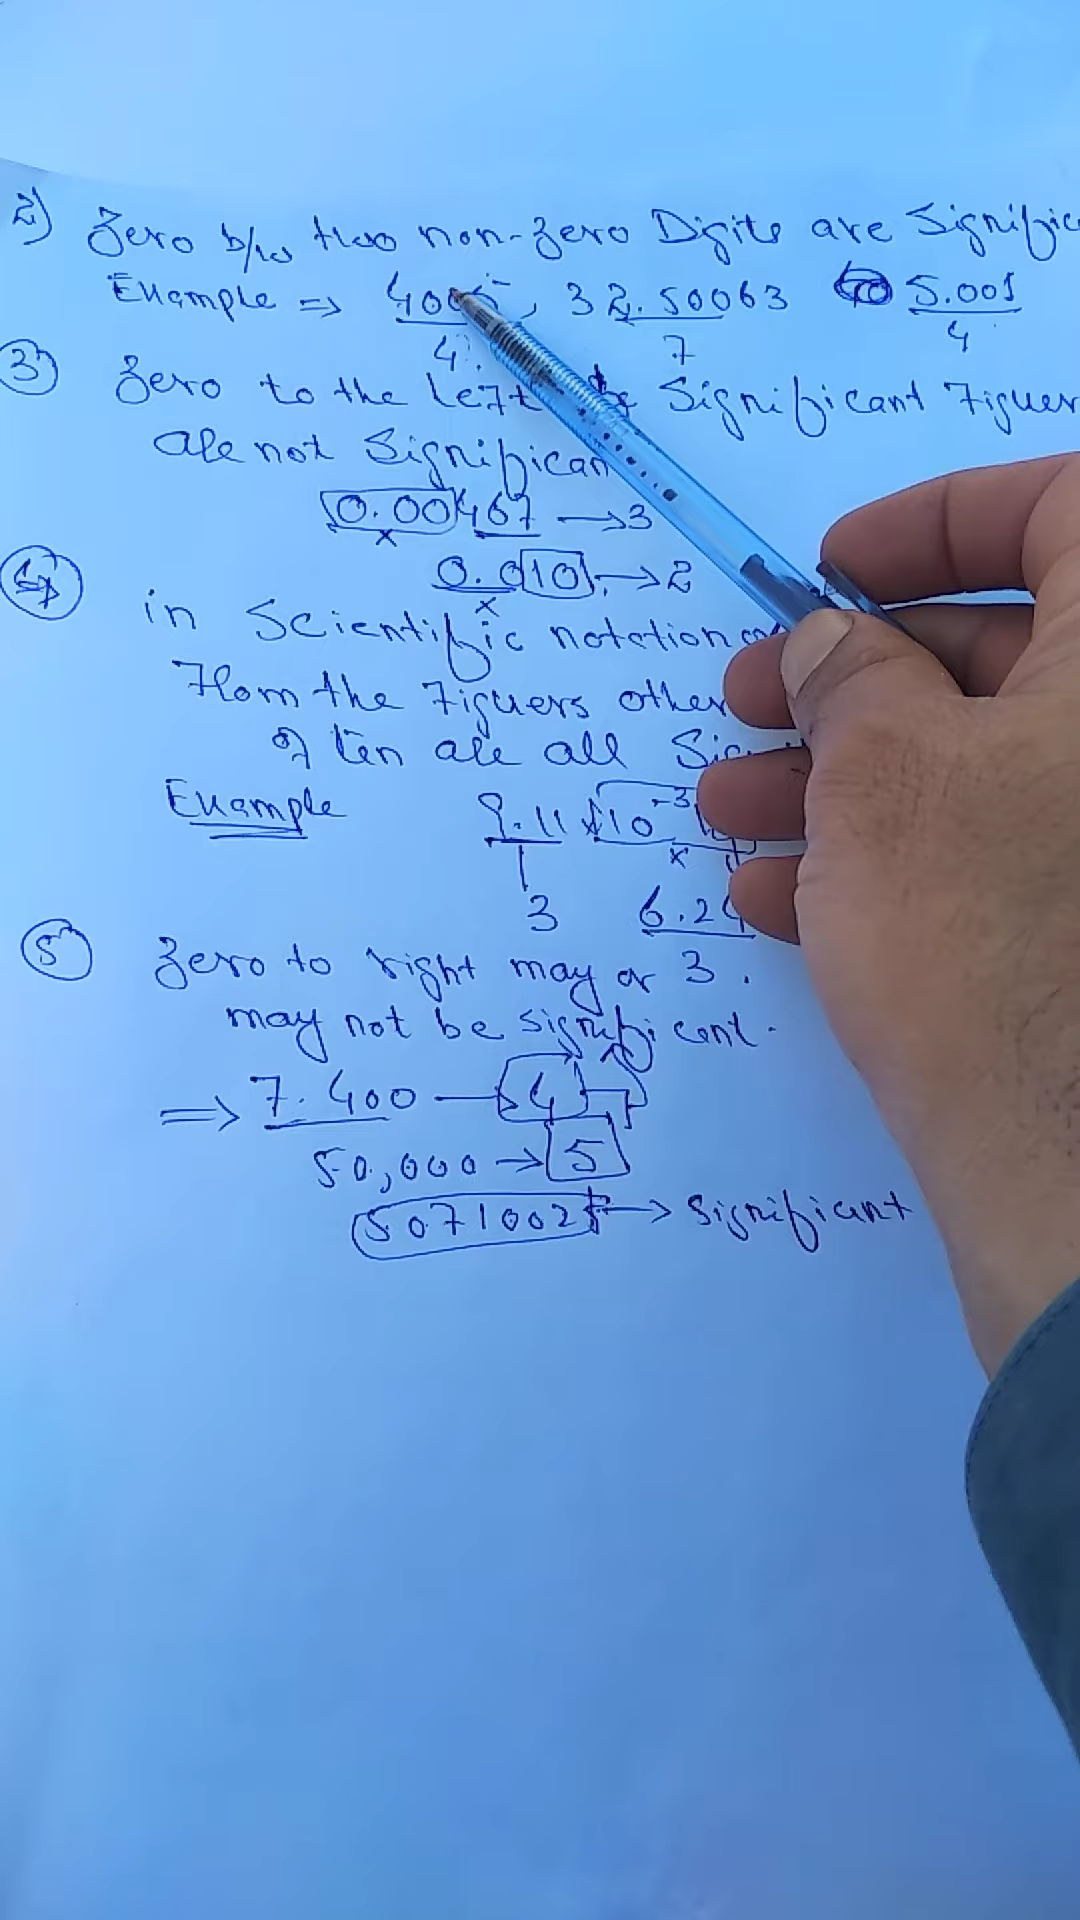 2) Zero b/w two non-zero Digits are Signific
Example => 4005, 32.50063 5.001
4 7 4
3 Zero to the Left Significant Figuer
are not Significan
0.00467 → 3
x
0.010 → 2
x
4 in Scientific notation
From the Figuers other
of ten are all Sig
Example 9.11 x 10⁻³
x
3 6.24
5 Zero to right may or 3.
may not be significant.
=> 7.400 → 4
50,000 → 5
5071002 → Significant